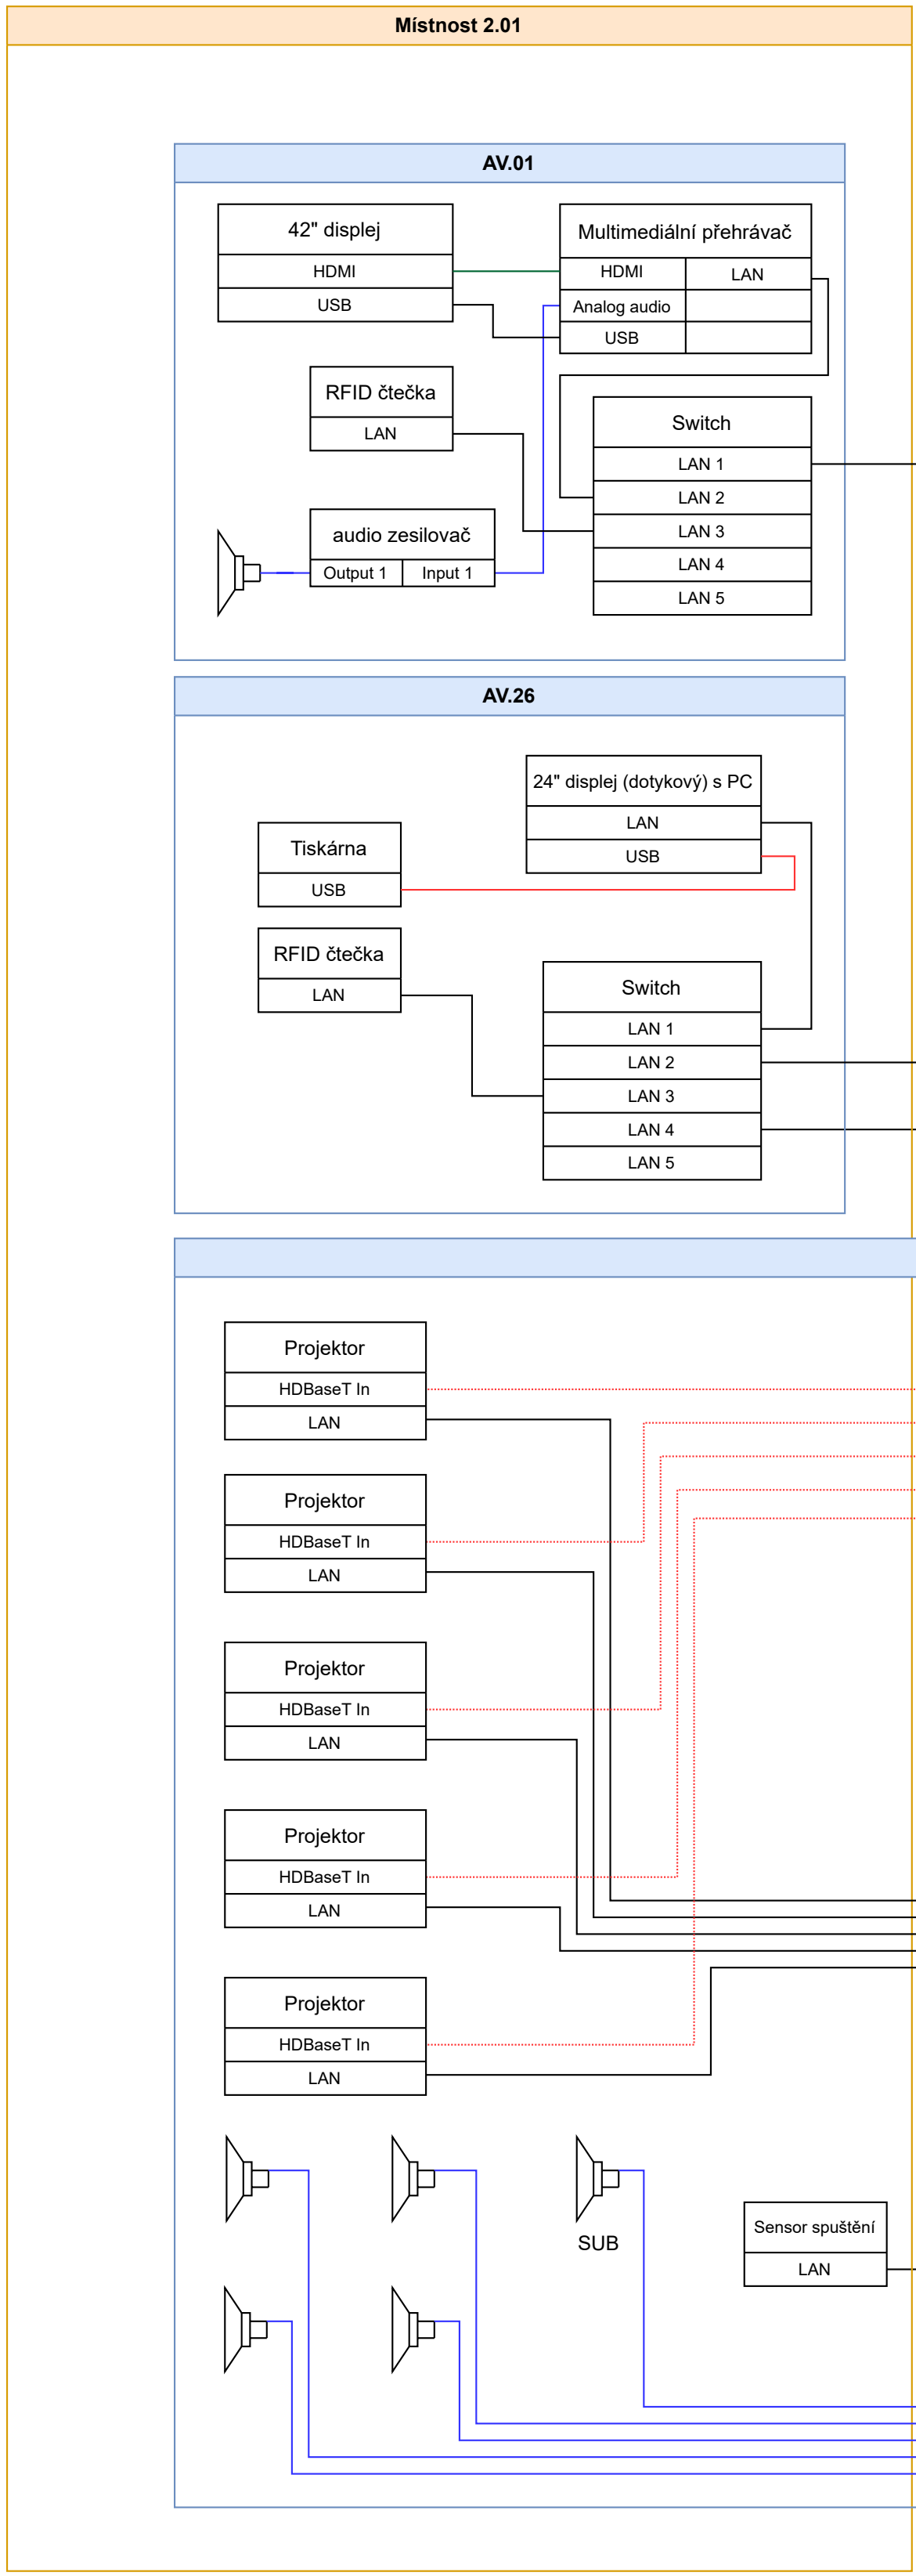 Místnost 2.01
AV.01
42" displej
HDMI
USB
Multimediální přehrávač
HDMI
LAN
Analog audio
USB
RFID čtečka
LAN
Switch
LAN 1
LAN 2
LAN 3
LAN 4
LAN 5
audio zesilovač
Output 1
Input 1
AV.26
24" displej (dotykový) s PC
LAN
USB
Tiskárna
USB
RFID čtečka
LAN
Switch
LAN 1
LAN 2
LAN 3
LAN 4
LAN 5
Projektor
HDBaseT In
LAN
Projektor
HDBaseT In
LAN
Projektor
HDBaseT In
LAN
Projektor
HDBaseT In
LAN
Projektor
HDBaseT In
LAN
SUB
Sensor spuštění
LAN